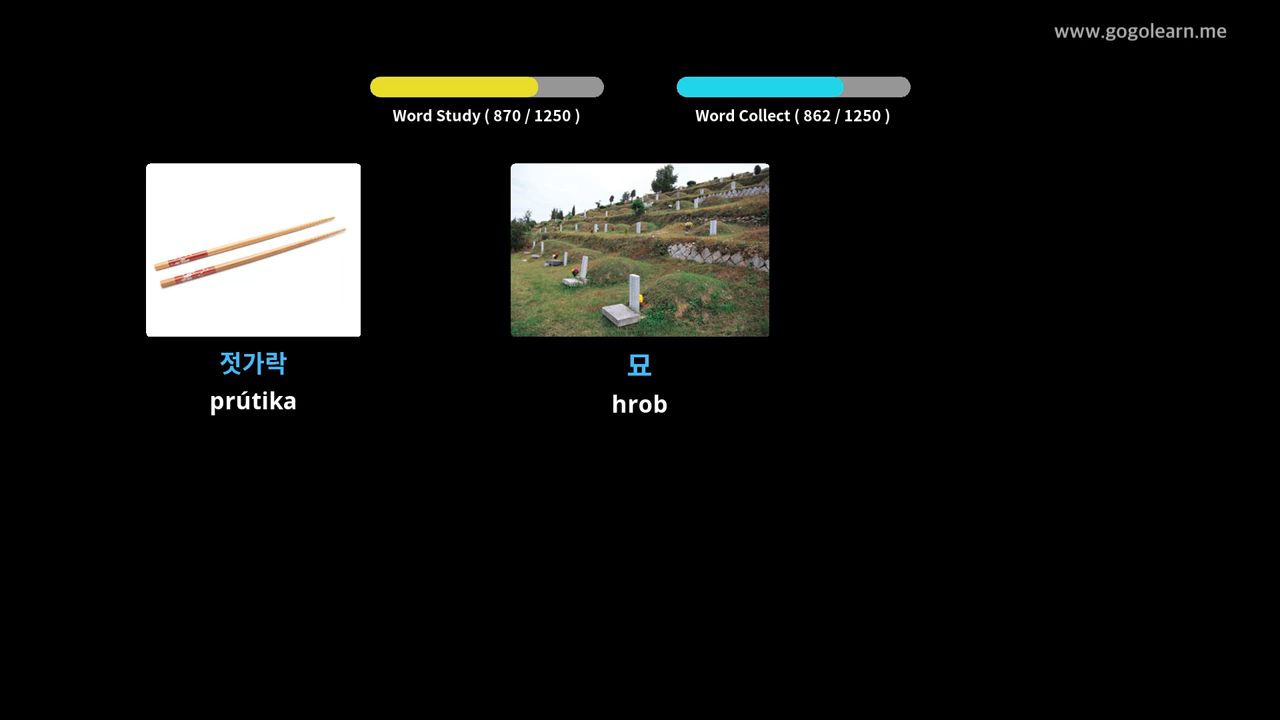 www.gogolearn.me
Word Study ( 870 / 1250 )
Word Collect ( 862 / 1250 )
젓가락
prútika
묘
hrob